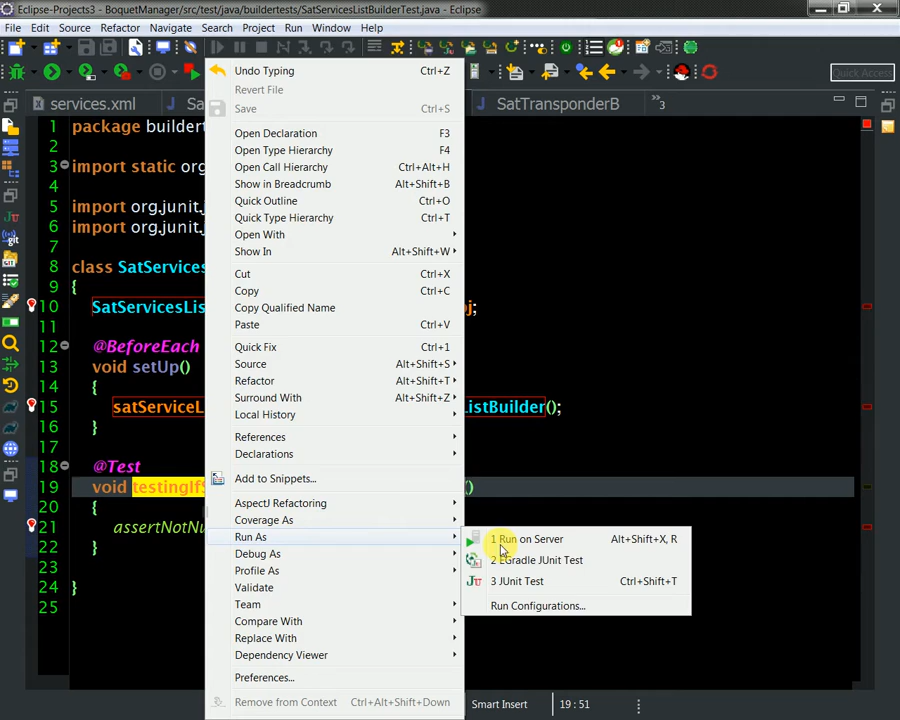 Eclipse-Projects3 - BoquetManager/src/test/java/buildertests/SatServicesListBuilderTest.java - Eclipse
File Edit Source Refactor Navigate Search Project Run Window Help
Quick Access
services.xml
Sa
SatTransponderB
»3
1 package buildert
2
3 import static org
5 import org.junit.j
6 import org.junit.
7
8 class SatServices
9 {
10 SatServicesList
j;
11
12 @BeforeEach
13 void setUp()
14 {
15 satServiceL
istBuilder();
16 }
17
18 @Test
19 void testingIfS
()
20 {
21 assertNotNu
22 }
23
24 }
25
Undo Typing Ctrl+Z
Revert File
Save Ctrl+S
Open Declaration F3
Open Type Hierarchy F4
Open Call Hierarchy Ctrl+Alt+H
Show in Breadcrumb Alt+Shift+B
Quick Outline Ctrl+O
Quick Type Hierarchy Ctrl+T
Open With
Show In Alt+Shift+W
Cut Ctrl+X
Copy Ctrl+C
Copy Qualified Name
Paste Ctrl+V
Quick Fix Ctrl+1
Source Alt+Shift+S
Refactor Alt+Shift+T
Surround With Alt+Shift+Z
Local History
References
Declarations
Add to Snippets...
AspectJ Refactoring
Coverage As
Run As
Debug As
Profile As
Validate
Team
Compare With
Replace With
Dependency Viewer
Preferences...
Remove from Context Ctrl+Alt+Shift+Down
1 Run on Server Alt+Shift+X, R
2 EGradle JUnit Test
3 JUnit Test Ctrl+Shift+T
Run Configurations...
Smart Insert
19 : 51